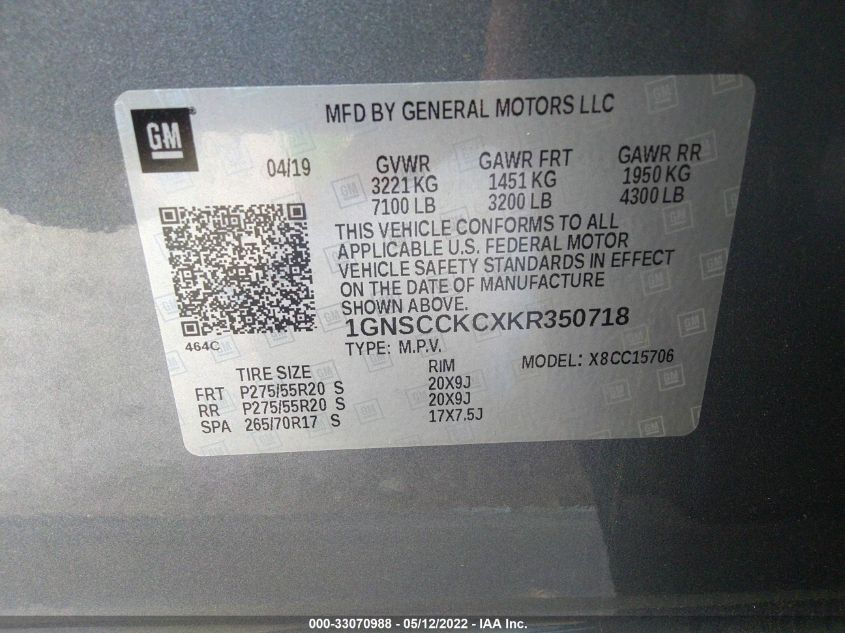 MFD BY GENERAL MOTORS LLC
GM
04/19 GVWR GAWR FRT GAWR RR
3221 KG 1451 KG 1950 KG
7100 LB 3200 LB 4300 LB
THIS VEHICLE CONFORMS TO ALL
APPLICABLE U.S. FEDERAL MOTOR
VEHICLE SAFETY STANDARDS IN EFFECT
ON THE DATE OF MANUFACTURE
SHOWN ABOVE.
1GNSCCKCXKR350718
464C
TYPE: M.P.V. MODEL: X8CC15706
TIRE SIZE RIM
FRT P275/55R20 S 20X9J
RR P275/55R20 S 20X9J
SPA 265/70R17 S 17X7.5J
000-33070988 - 05/12/2022 - IAA Inc.